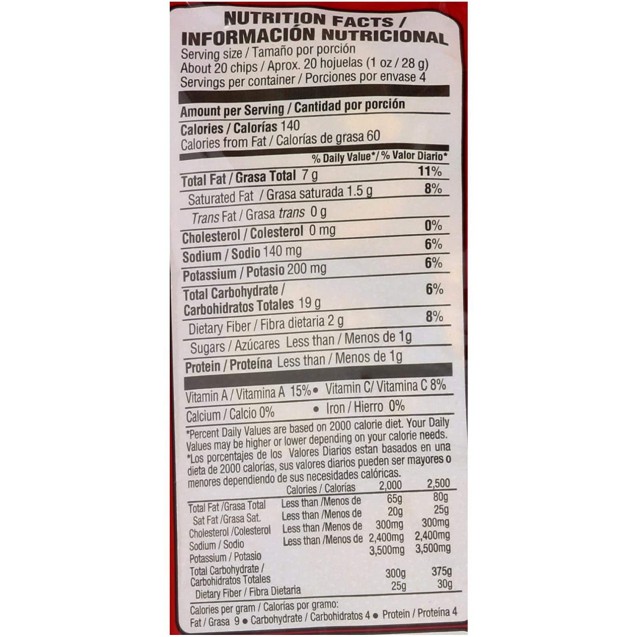 NUTRITION FACTS /
INFORMACIÓN NUTRICIONAL
Serving size / Tamaño por porción
About 20 chips / Aprox. 20 hojuelas (1 oz / 28 g)
Servings per container / Porciones por envase 4
Amount per Serving / Cantidad por porción
Calories / Calorías 140
Calories from Fat / Calorías de grasa 60
% Daily Value*/ % Valor Diario*
Total Fat / Grasa Total 7 g 11%
Saturated Fat / Grasa saturada 1.5 g 8%
Trans Fat / Grasa trans 0 g
Cholesterol / Colesterol 0 mg 0%
Sodium / Sodio 140 mg 6%
Potassium / Potasio 200 mg 6%
Total Carbohydrate /
Carbohidratos Totales 19 g 6%
Dietary Fiber / Fibra dietaria 2 g 8%
Sugars / Azúcares Less than / Menos de 1g
Protein / Proteína Less than / Menos de 1g
Vitamin A / Vitamina A 15% • Vitamin C/ Vitamina C 8%
Calcium / Calcio 0% • Iron / Hierro 0%
*Percent Daily Values are based on 2000 calorie diet. Your Daily
Values may be higher or lower depending on your calorie needs.
*Los porcentajes de los Valores Diarios estan basados en una
dieta de 2000 calorías, sus valores diarios pueden ser mayores o
menores dependiendo de sus necesidades calóricas.
Calories / Calorias 2,000 2,500
Total Fat /Grasa Total Less than /Menos de 65g 80g
Sat Fat /Grasa Sat. Less than /Menos de 20g 25g
Cholesterol /Colesterol Less than /Menos de 300mg 300mg
Sodium / Sodio Less than /Menos de 2,400mg 2,400mg
Potassium / Potasio 3,500mg 3,500mg
Total Carbohydrate /
Carbohidratos Totales 300g 375g
Dietary Fiber / Fibra Dietaria 25g 30g
Calories per gram / Calorias por gramo:
Fat / Grasa 9 • Carbohydrate / Carbohidratos 4 • Protein / Proteina 4